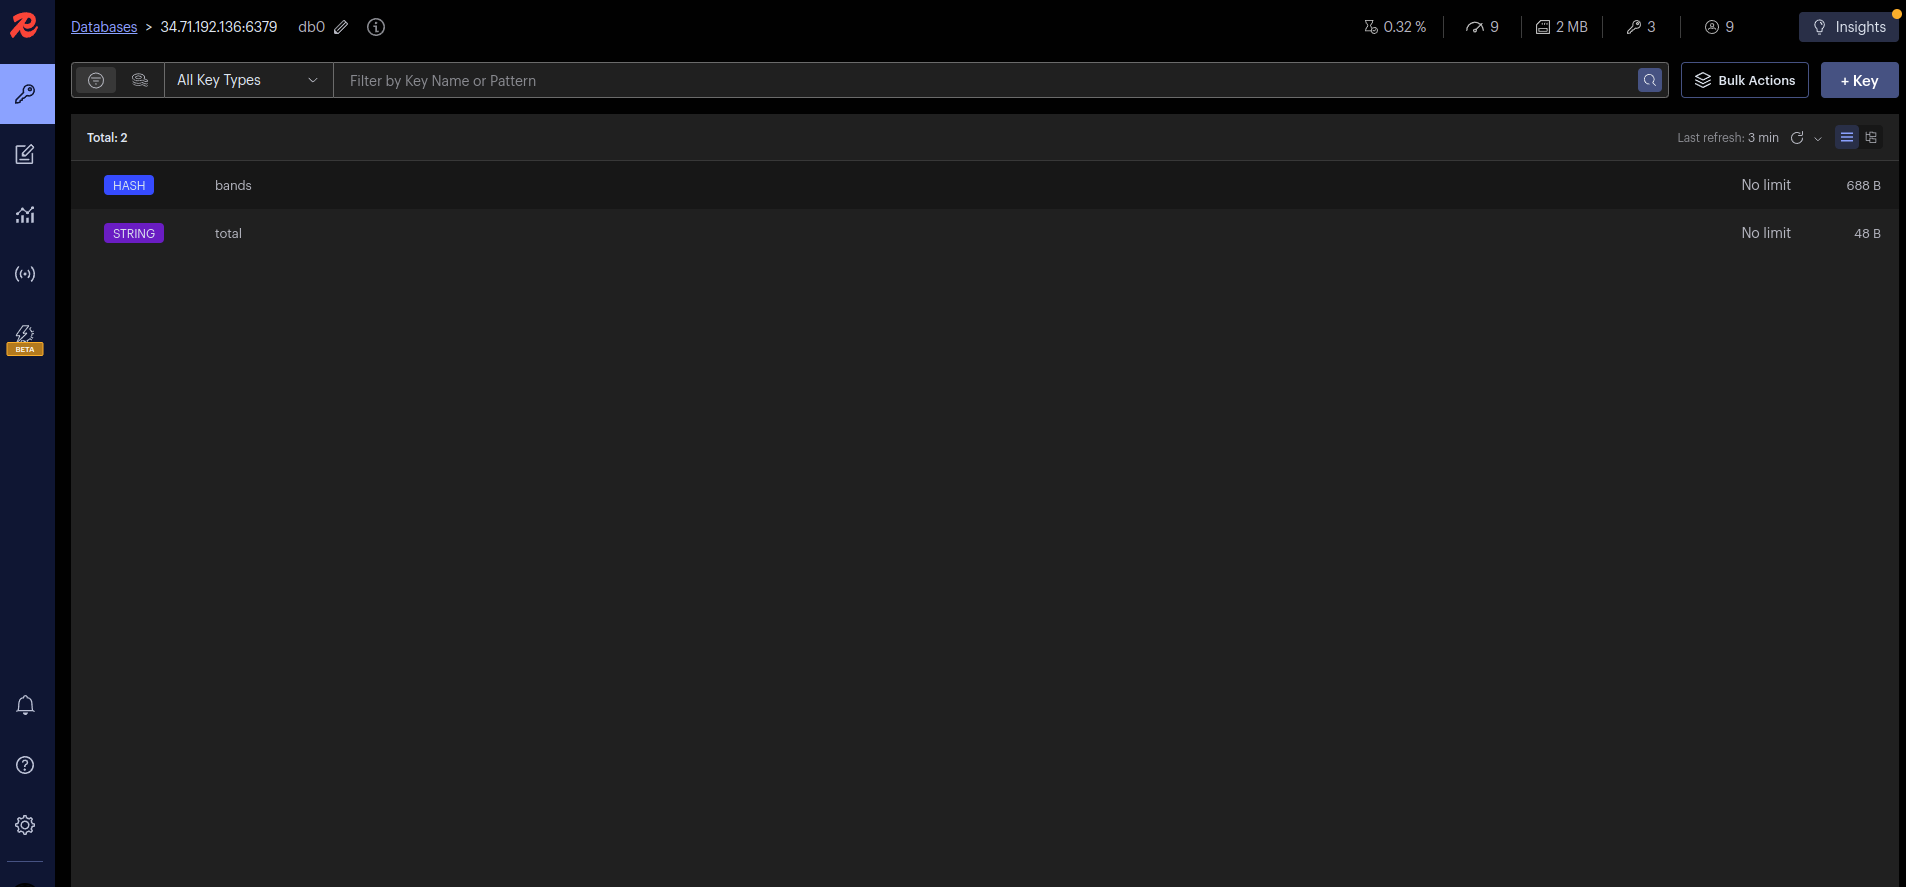 Databases > 34.71.192.136:6379 db0 0.32 % 9 2 MB 3 9 Insights
All Key Types Filter by Key Name or Pattern Bulk Actions + Key
Total: 2 Last refresh: 3 min
HASH bands No limit 688 B
STRING total No limit 48 B
BETA